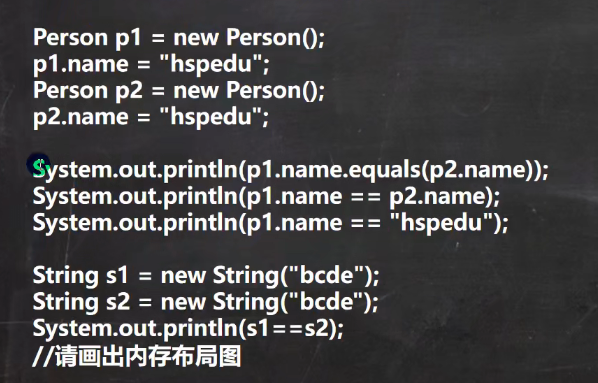 Person p1 = new Person();
p1.name = "hspedu";
Person p2 = new Person();
p2.name = "hspedu";
System.out.println(p1.name.equals(p2.name));
System.out.println(p1.name == p2.name);
System.out.println(p1.name == "hspedu");
String s1 = new String("bcde");
String s2 = new String("bcde");
System.out.println(s1==s2);
//请画出内存布局图